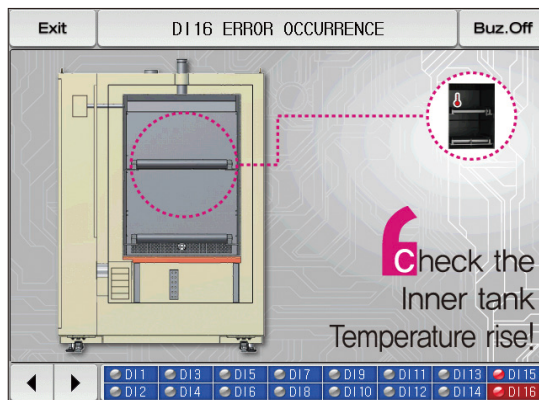 Exit DI16 ERROR OCCURRENCE Buz.Off
Check the
Inner tank
Temperature rise!
DI1 DI3 DI5 DI7 DI9 DI11 DI13 DI15
DI2 DI4 DI6 DI8 DI10 DI12 DI14 DI16